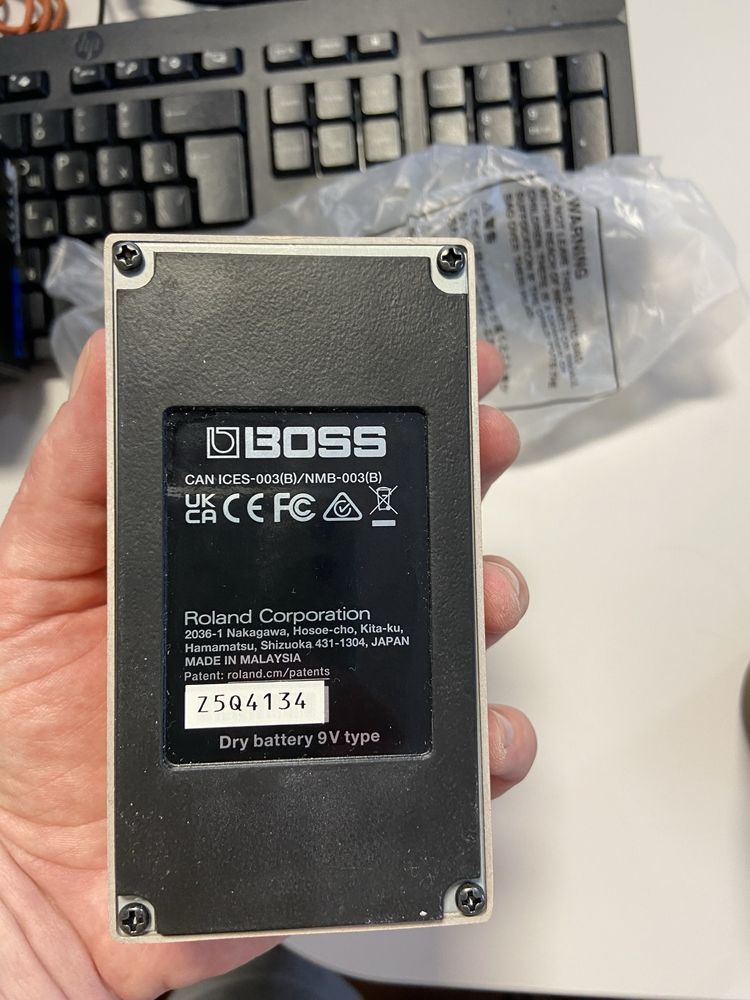 hp
WARNING
BOSS
CAN ICES-003(B)/NMB-003(B)
UK
CA CE FC
Roland Corporation
2036-1 Nakagawa, Hosoe-cho, Kita-ku,
Hamamatsu, Shizuoka 431-1304, JAPAN
MADE IN MALAYSIA
Patent: roland.cm/patents
Z5Q4134
Dry battery 9V type